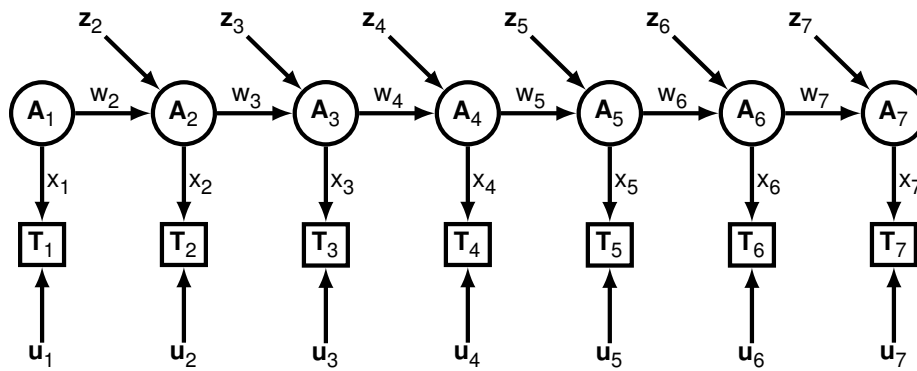 z2 z3 z4 z5 z6 z7
A1 w2 A2 w3 A3 w4 A4 w5 A5 w6 A6 w7 A7
x1 x2 x3 x4 x5 x6 x7
T1 T2 T3 T4 T5 T6 T7
u1 u2 u3 u4 u5 u6 u7